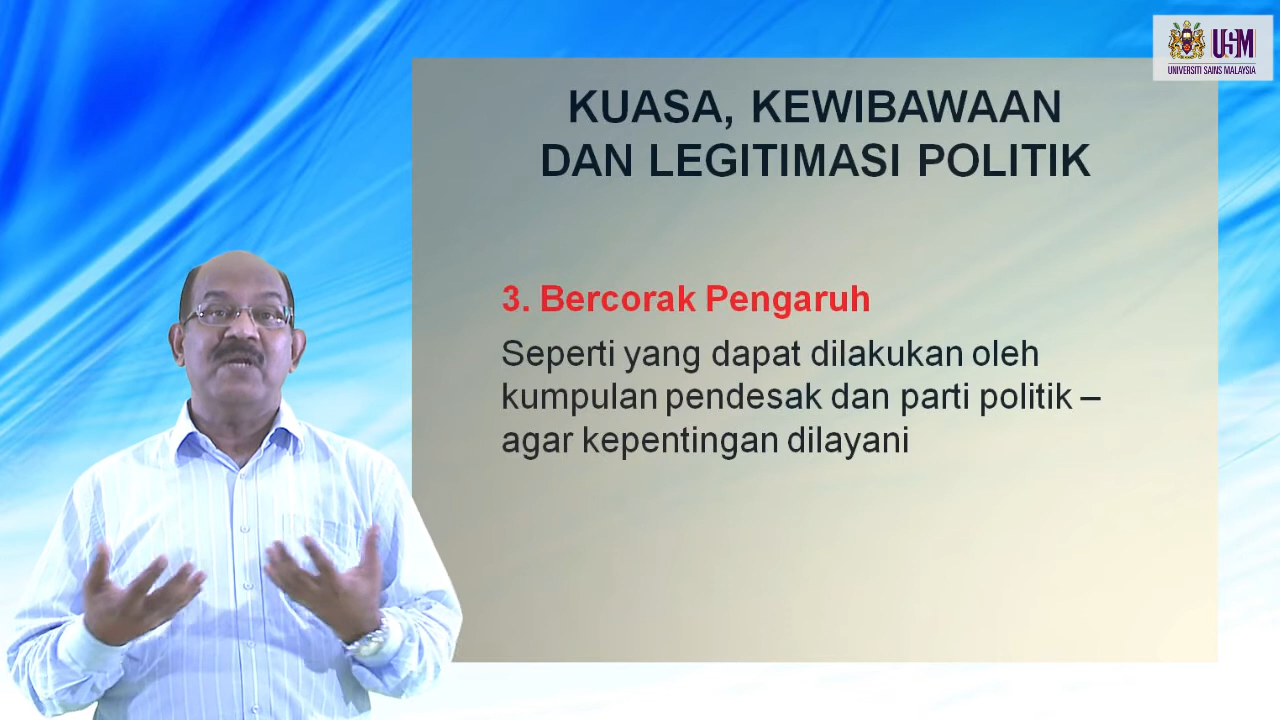 USM
UNIVERSITI SAINS MALAYSIA
KUASA, KEWIBAWAAN
DAN LEGITIMASI POLITIK
3. Bercorak Pengaruh
Seperti yang dapat dilakukan oleh
kumpulan pendesak dan parti politik –
agar kepentingan dilayani